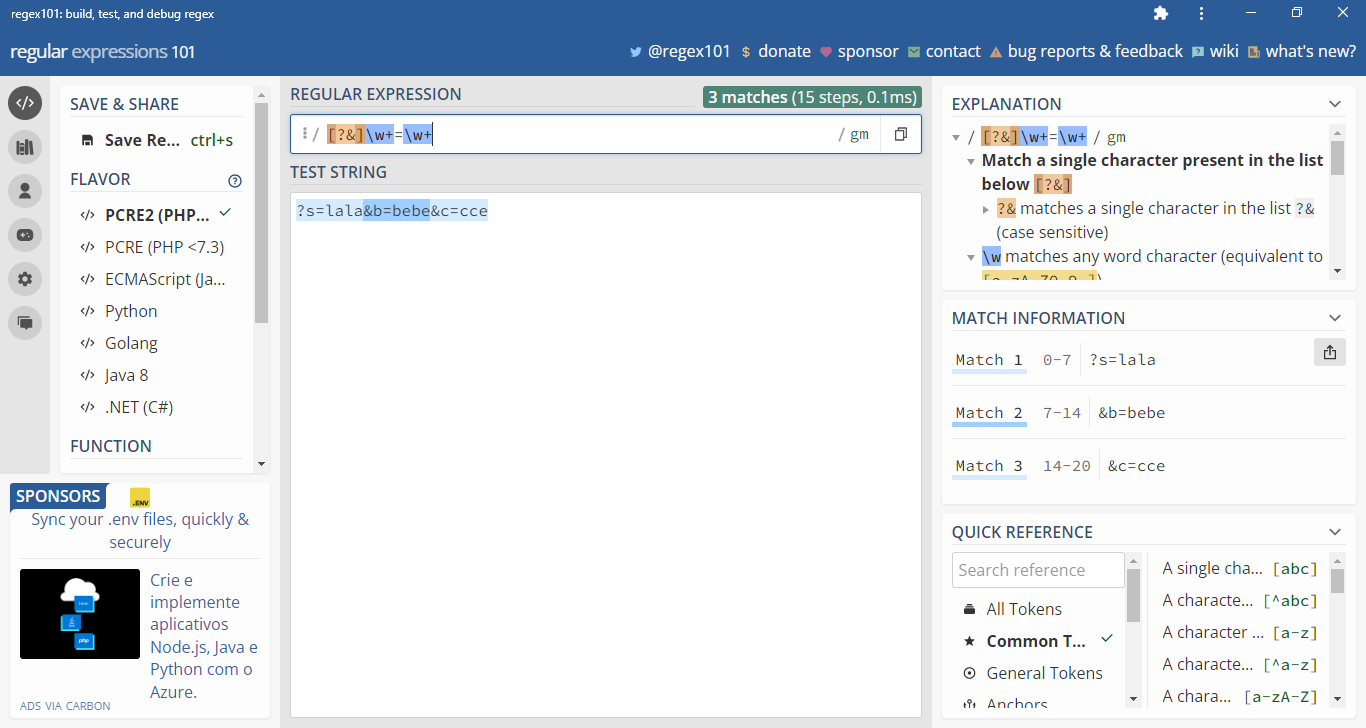 regex101: build, test, and debug regex
regular expressions 101
@regex101 $ donate sponsor contact bug reports & feedback wiki what's new?
SAVE & SHARE
Save Re... ctrl+s
FLAVOR
</> PCRE2 (PHP...
</> PCRE (PHP <7.3)
</> ECMAScript (Ja...
</> Python
</> Golang
</> Java 8
</> .NET (C#)
FUNCTION
SPONSORS
.ENV
Sync your .env files, quickly &
securely
Crie e
implemente
aplicativos
Node.js, Java e
Python com o
Azure.
php
ADS VIA CARBON
REGULAR EXPRESSION
3 matches (15 steps, 0.1ms)
/ [?&]\w+=\w+ / gm
TEST STRING
?s=lala&b=bebe&c=cce
EXPLANATION
/ [?&]\w+=\w+ / gm
Match a single character present in the list
below [?&]
?& matches a single character in the list ?&
(case sensitive)
\w matches any word character (equivalent to
[a-zA-Z0-9_])
MATCH INFORMATION
Match 1 0-7 ?s=lala
Match 2 7-14 &b=bebe
Match 3 14-20 &c=cce
QUICK REFERENCE
Search reference
All Tokens
Common T...
General Tokens
Anchors
A single cha... [abc]
A characte... [^abc]
A character ... [a-z]
A characte... [^a-z]
A chara... [a-zA-Z]